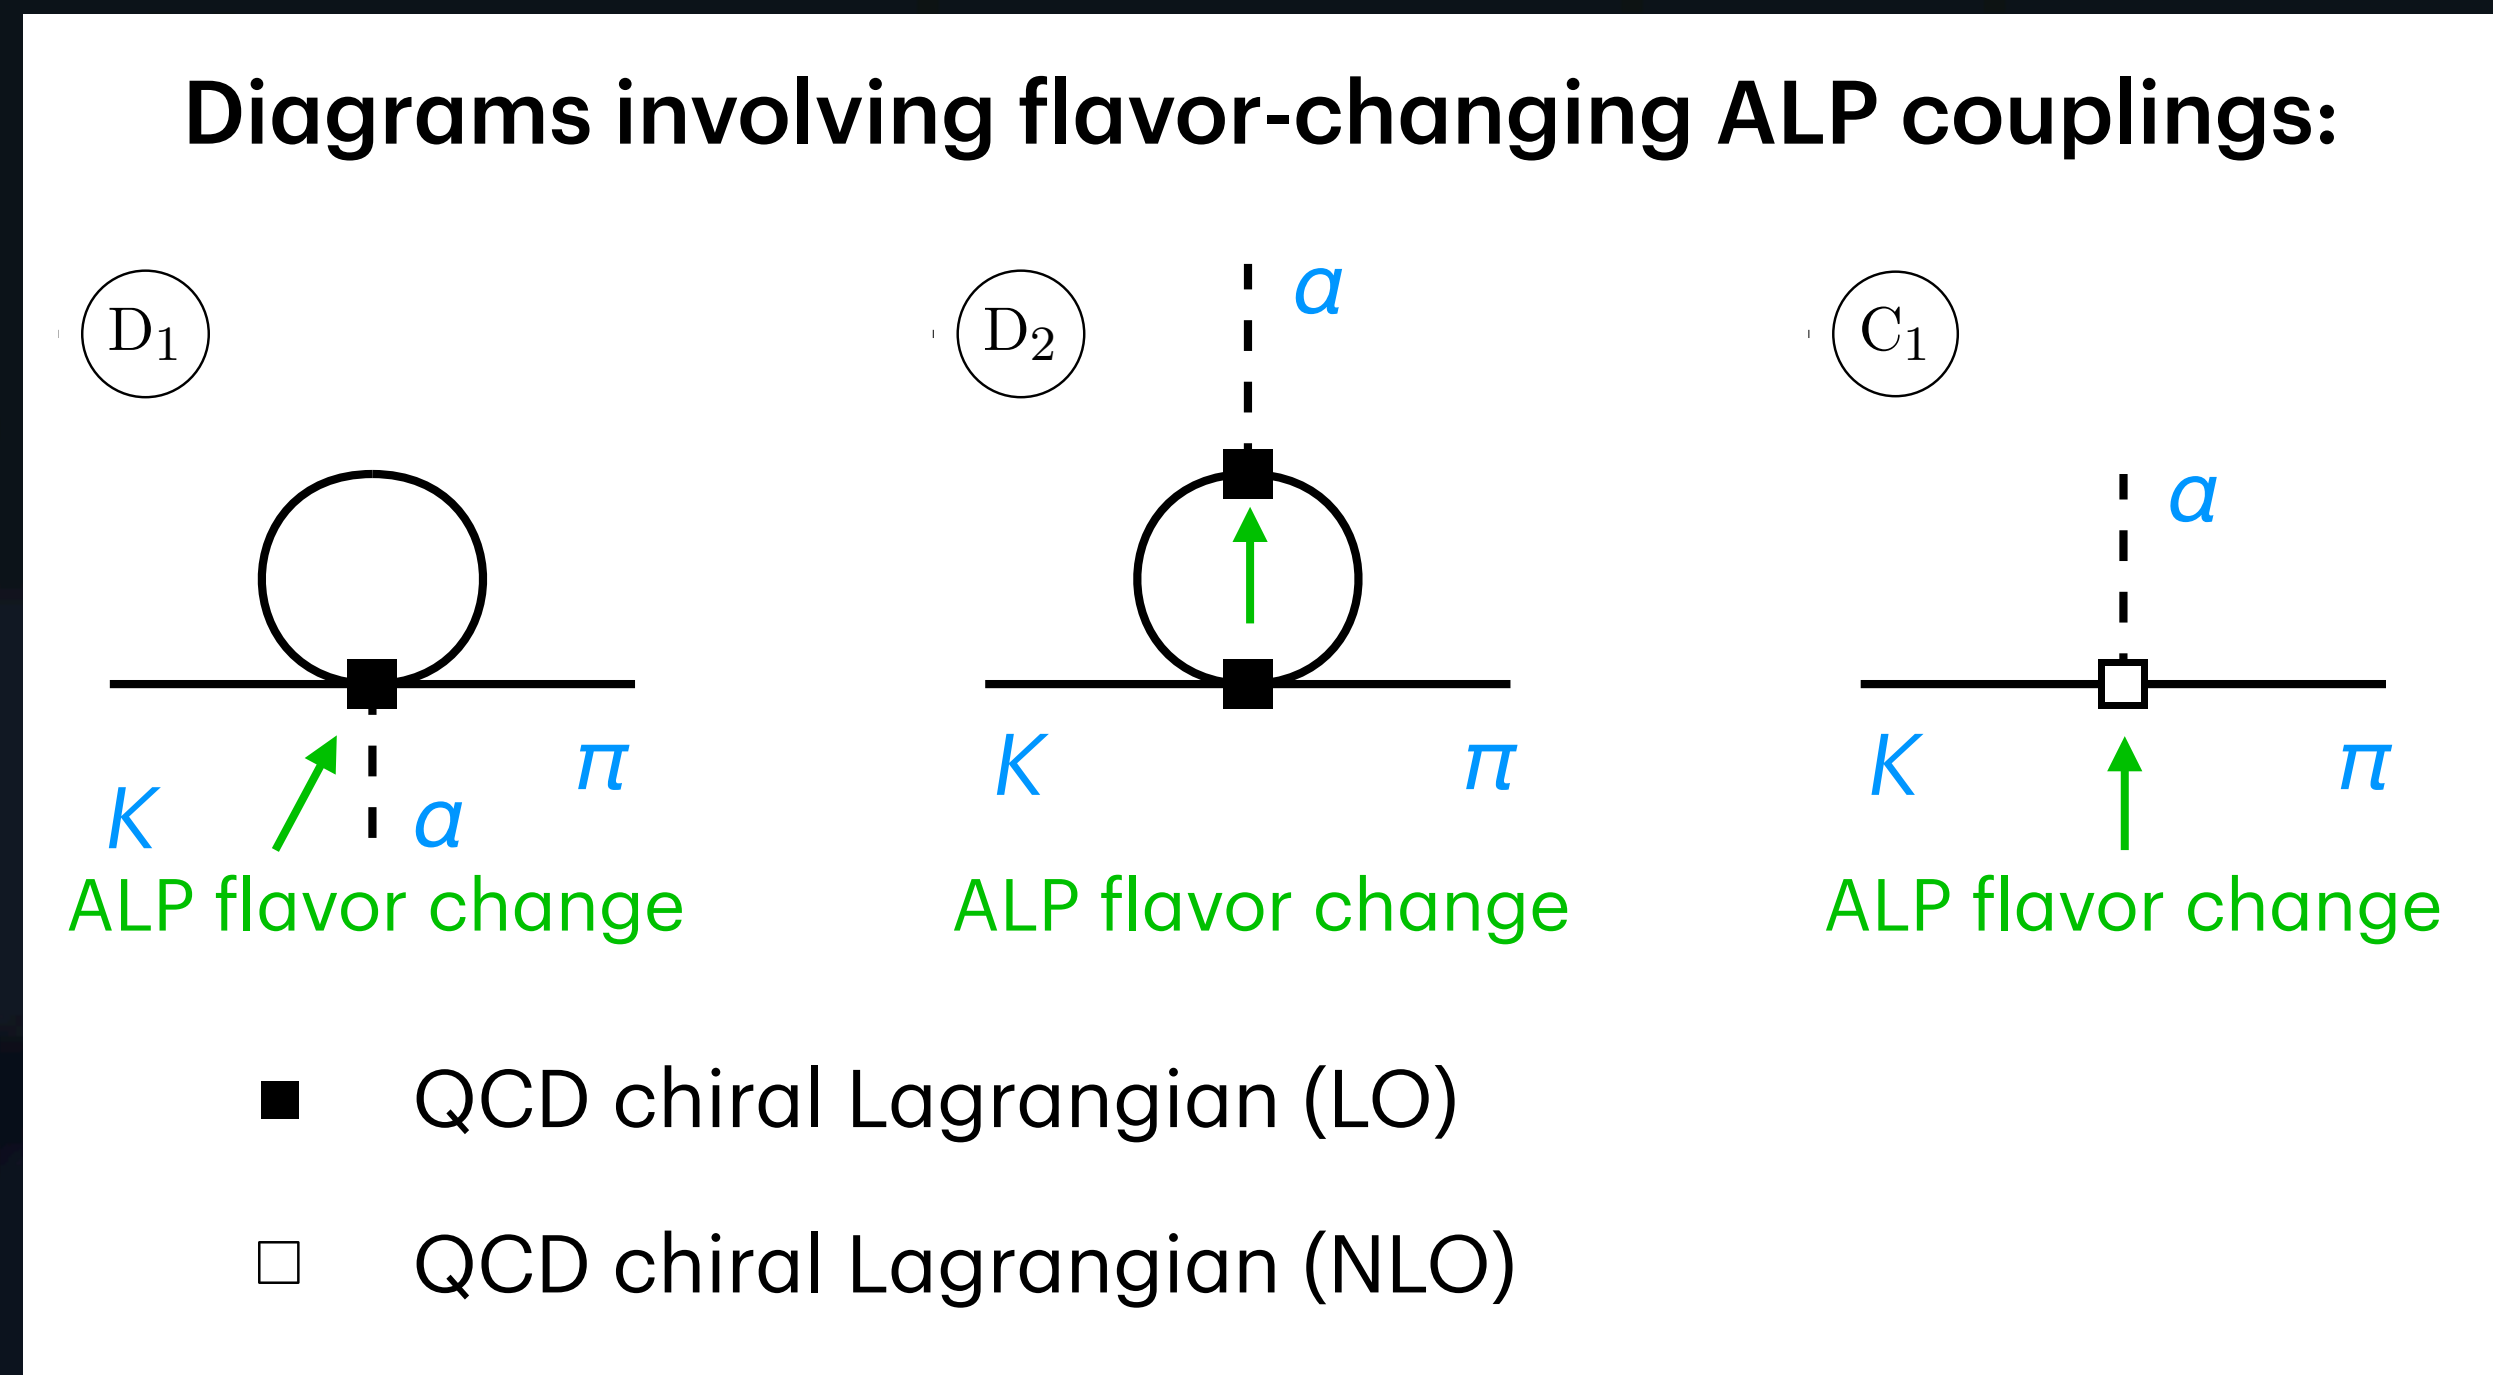 Diagrams involving flavor-changing ALP couplings:
D₁
D₂
C₁
a
a
K
a
π
K
π
K
π
ALP flavor change
ALP flavor change
ALP flavor change
QCD chiral Lagrangian (LO)
QCD chiral Lagrangian (NLO)